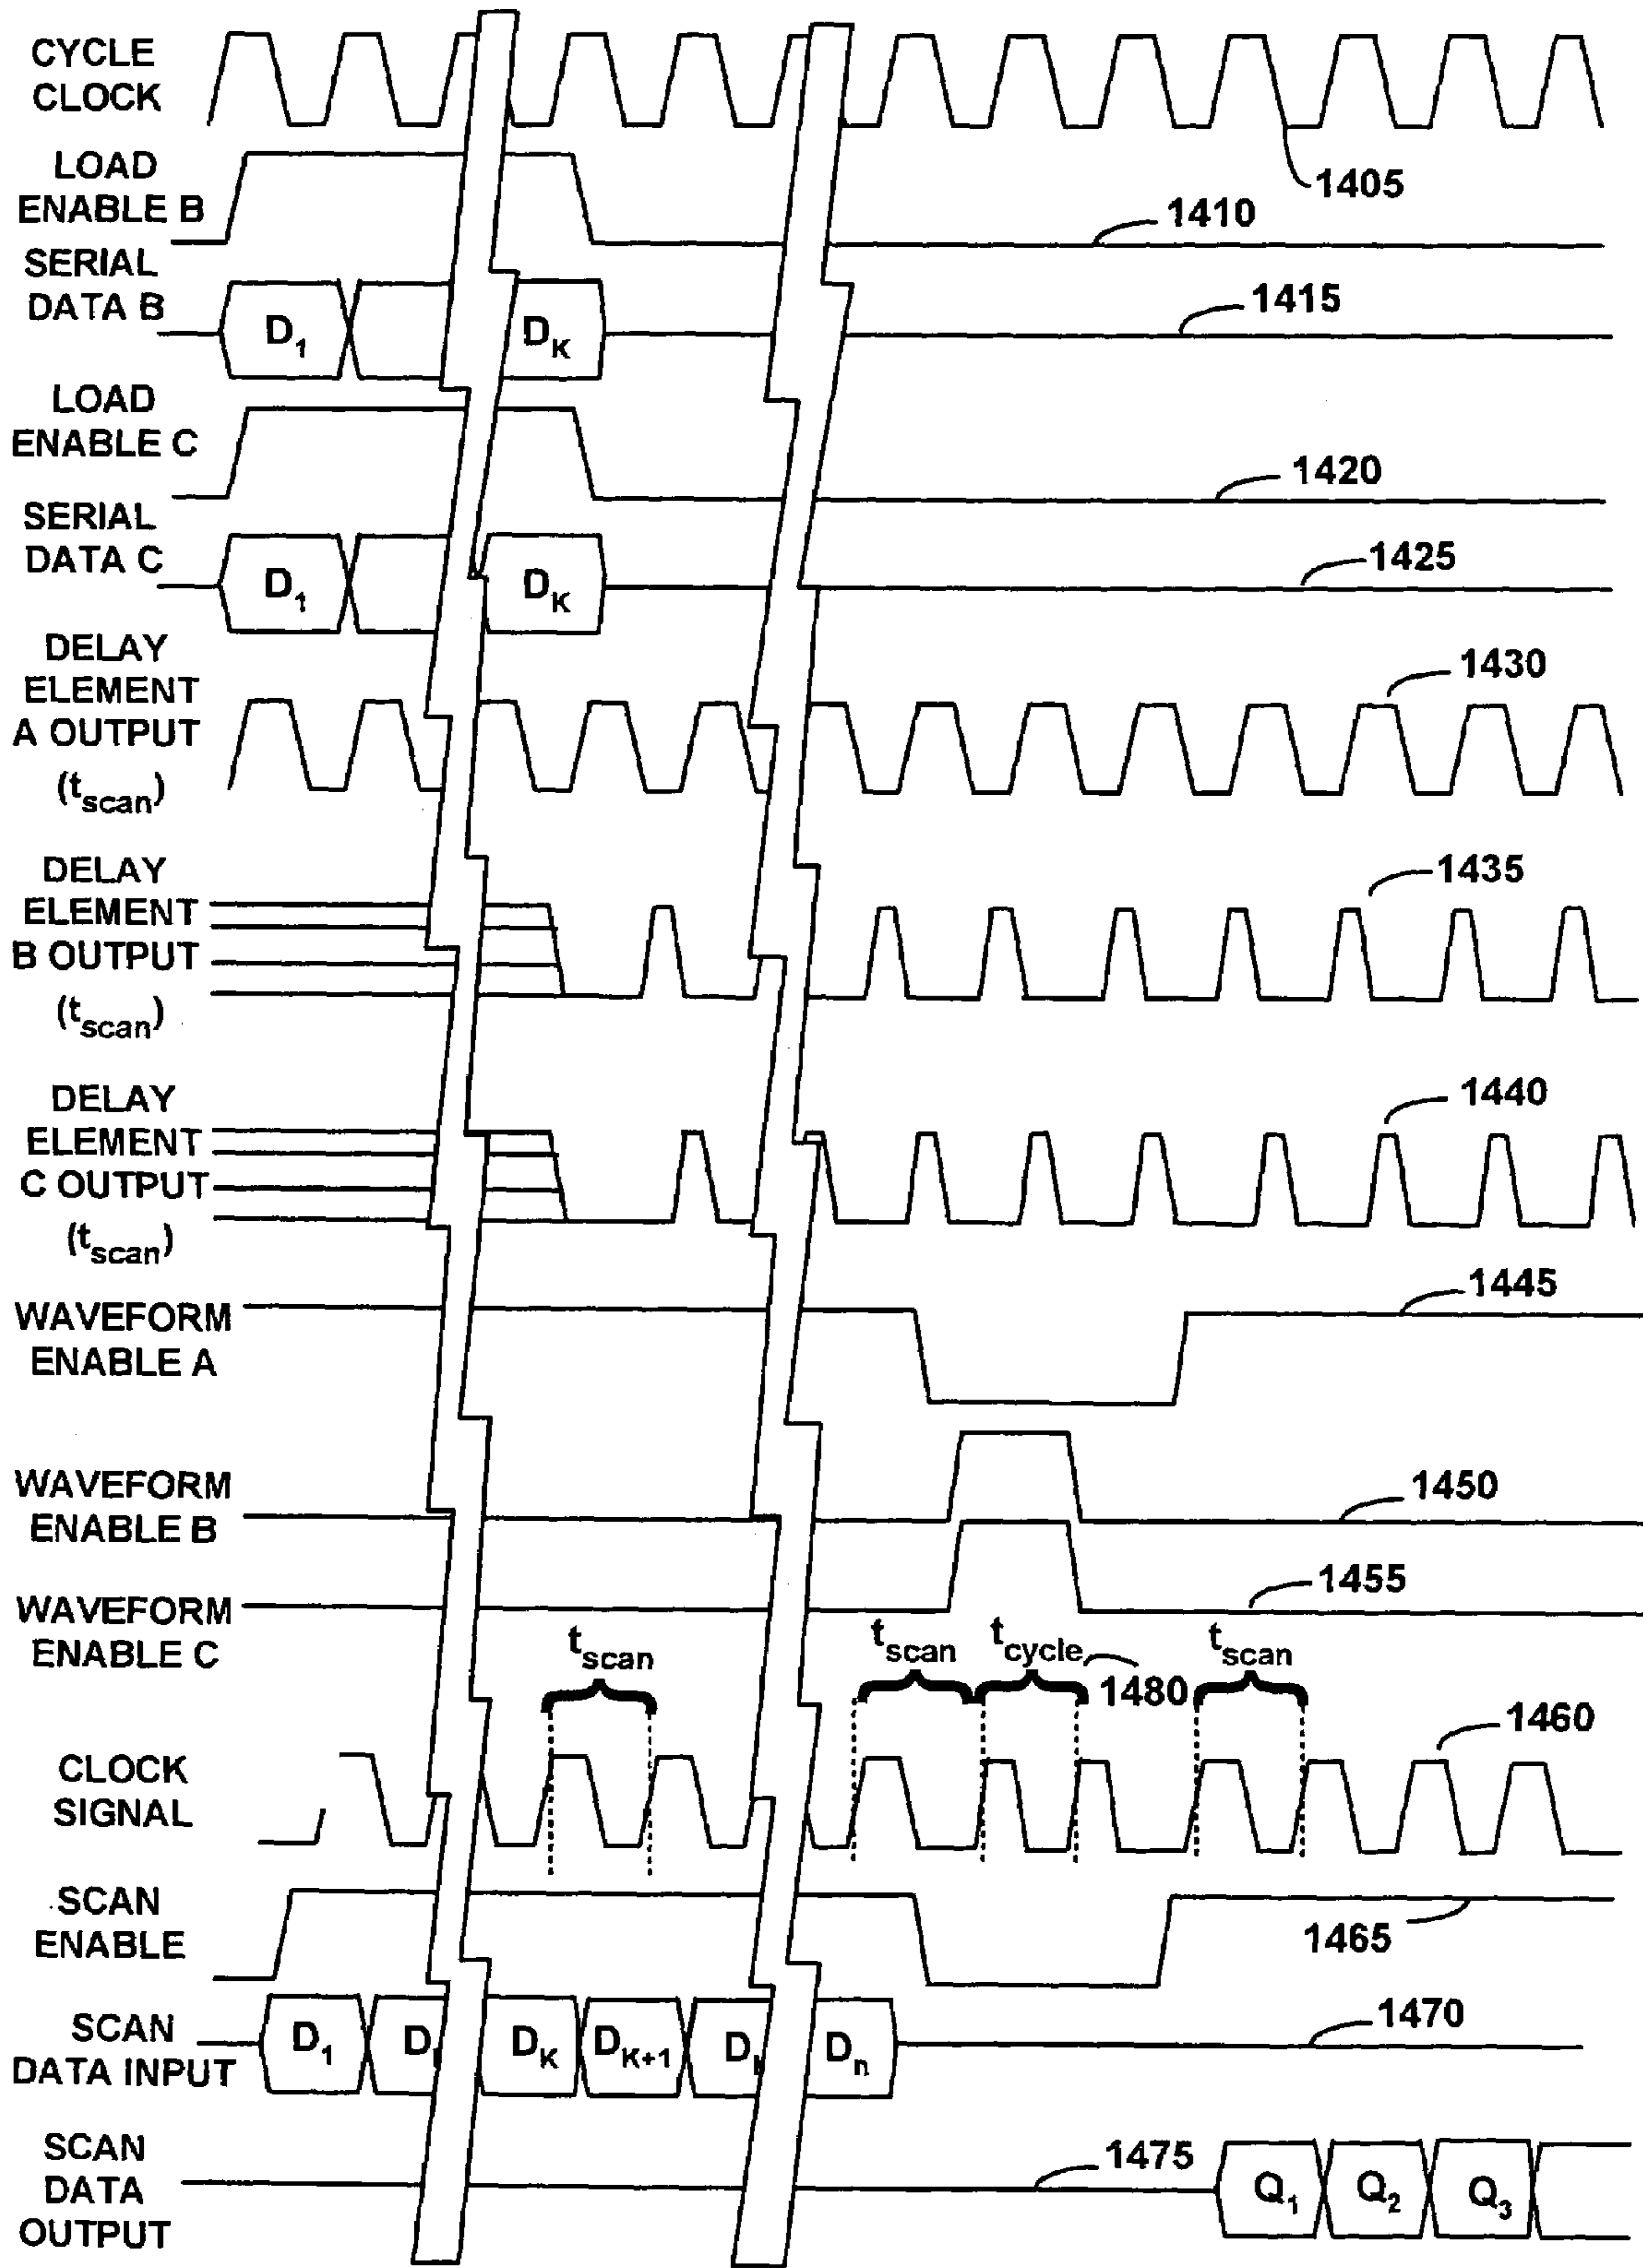 CYCLE
CLOCK
1405
LOAD
ENABLE B
1410
SERIAL
DATA B
D1
DK
1415
LOAD
ENABLE C
1420
SERIAL
DATA C
D1
DK
1425
DELAY
ELEMENT
A OUTPUT
(tscan)
1430
DELAY
ELEMENT
B OUTPUT
(tscan)
1435
DELAY
ELEMENT
C OUTPUT
(tscan)
1440
WAVEFORM
ENABLE A
1445
WAVEFORM
ENABLE B
1450
WAVEFORM
ENABLE C
1455
tscan
tscan
tcycle
1480
tscan
CLOCK
SIGNAL
1460
SCAN
ENABLE
1465
SCAN
DATA INPUT
D1
D
DK
DK+1
D
Dn
1470
SCAN
DATA
OUTPUT
1475
Q1
Q2
Q3